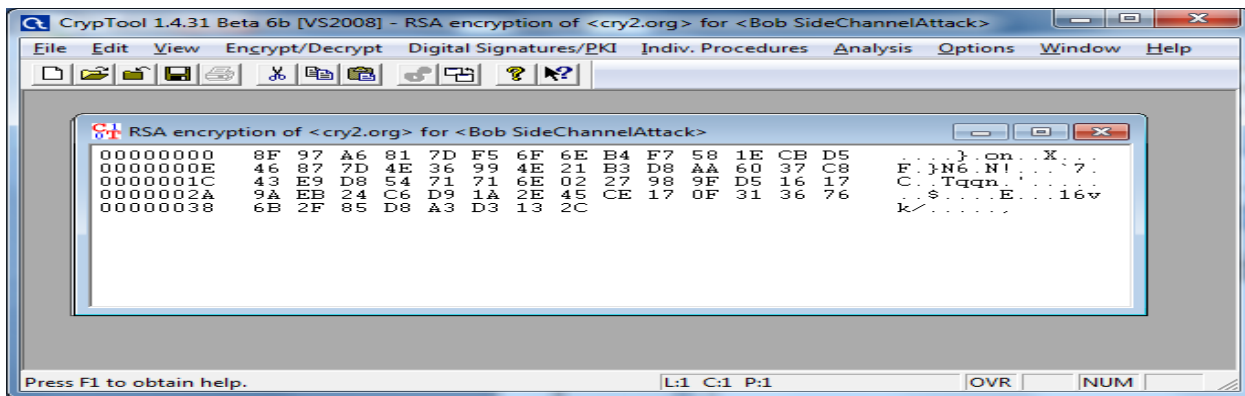 CrypTool 1.4.31 Beta 6b [VS2008] - RSA encryption of <cry2.org> for <Bob SideChannelAttack>
File Edit View Encrypt/Decrypt Digital Signatures/PKI Indiv. Procedures Analysis Options Window Help
RSA encryption of <cry2.org> for <Bob SideChannelAttack>
00000000 8F 97 A6 81 7D F5 6F 6E B4 F7 58 1E CB D5 ....}.on..X...
0000000E 46 87 7D 4E 36 99 4E 21 B3 D8 AA 60 37 C8 F.}N6.N!...`7.
0000001C 43 E9 D8 54 71 71 6E 02 27 98 9F D5 16 17 C..Tqqn.'.....
0000002A 9A EB 24 C6 D9 1A 2E 45 CE 17 0F 31 36 76 ..$....E...16v
00000038 6B 2F 85 D8 A3 D3 13 2C k/.....,
Press F1 to obtain help. L:1 C:1 P:1 OVR NUM